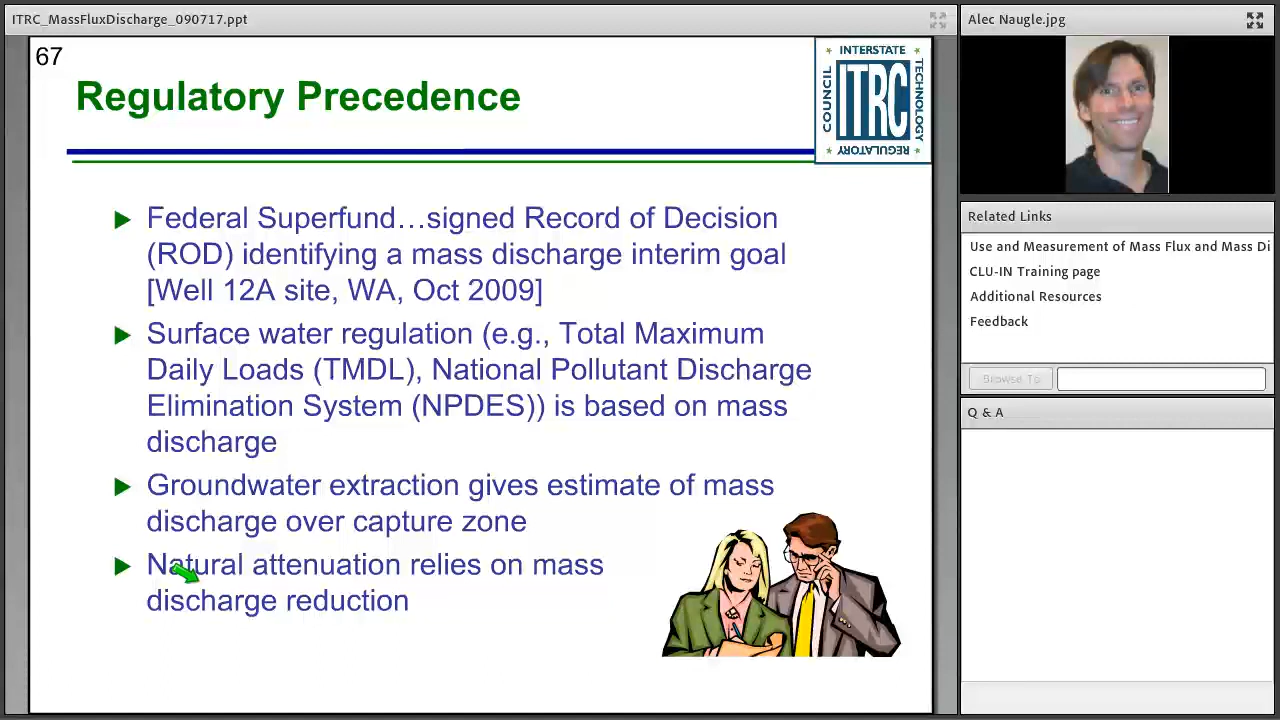 ITRC_MassFluxDischarge_090717.ppt
67
Regulatory Precedence
INTERSTATE
COUNCIL
ITRC
TECHNOLOGY
REGULATORY
Federal Superfund…signed Record of Decision
(ROD) identifying a mass discharge interim goal
[Well 12A site, WA, Oct 2009]
Surface water regulation (e.g., Total Maximum
Daily Loads (TMDL), National Pollutant Discharge
Elimination System (NPDES)) is based on mass
discharge
Groundwater extraction gives estimate of mass
discharge over capture zone
Natural attenuation relies on mass
discharge reduction
Alec Naugle.jpg
Related Links
Use and Measurement of Mass Flux and Mass Di
CLU-IN Training page
Additional Resources
Feedback
Browse To
Q & A